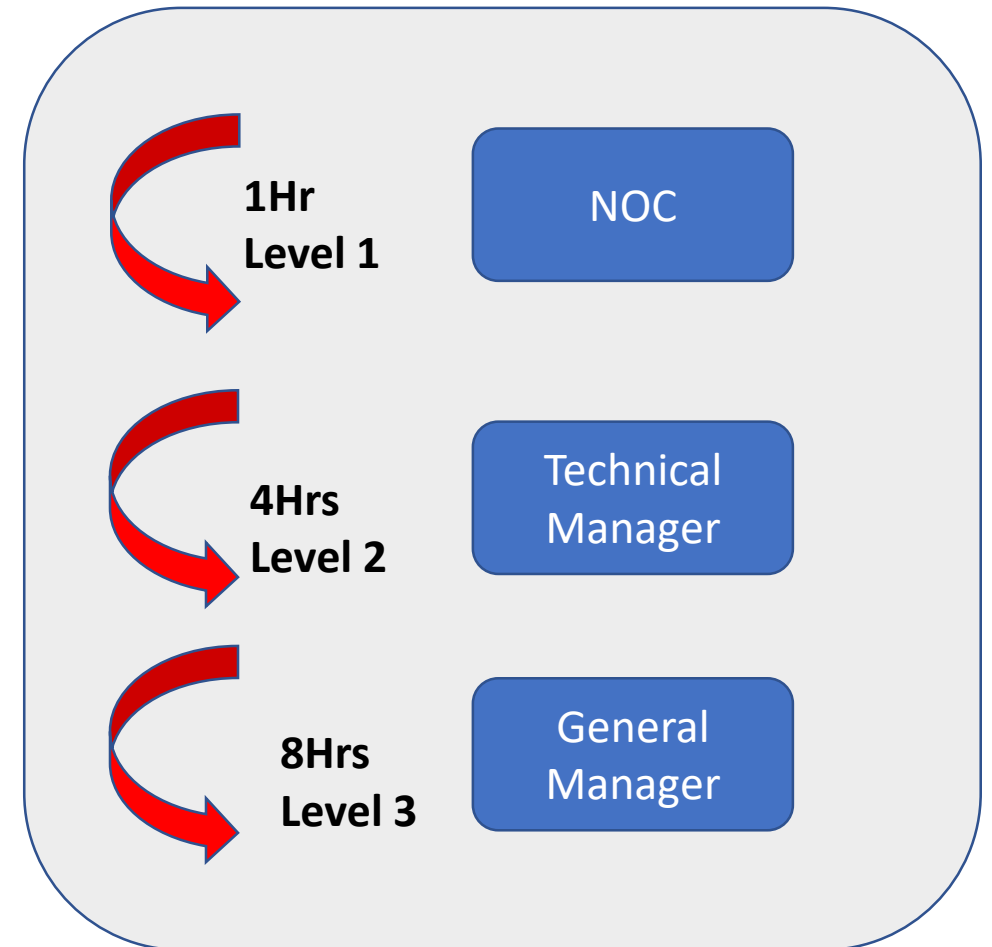 1Hr
Level 1
NOC
4Hrs
Level 2
Technical
Manager
8Hrs
Level 3
General
Manager